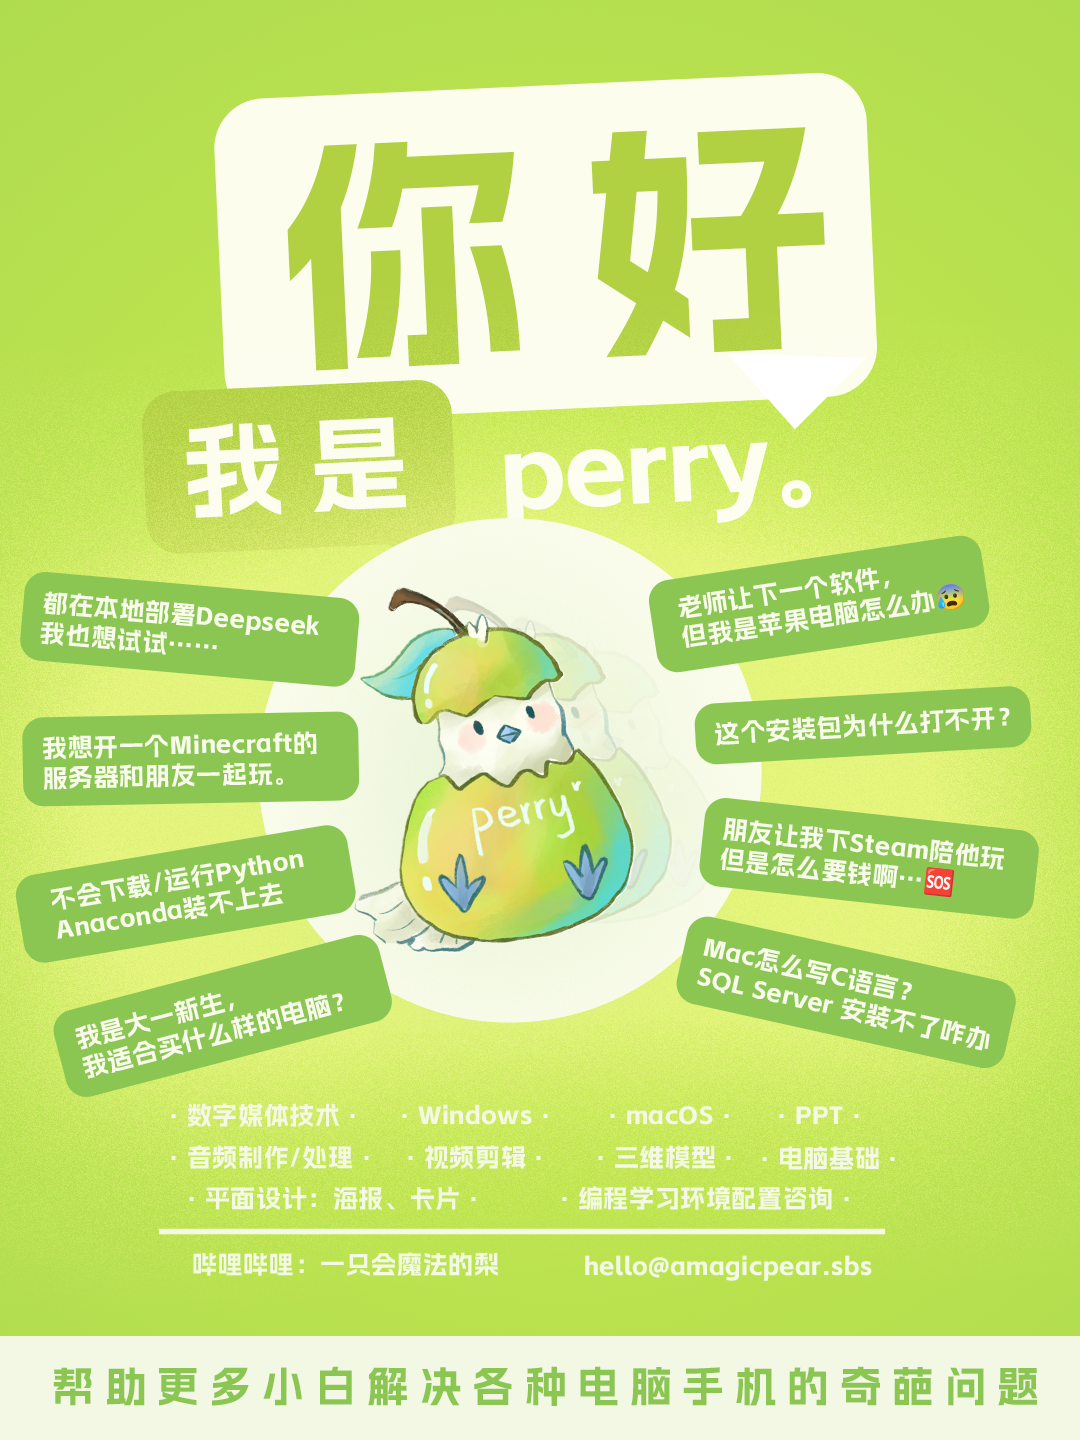 你好
我是
perry。
都在本地部署Deepseek
我也想试试……
老师让下一个软件，
但我是苹果电脑怎么办😰
我想开一个Minecraft的
服务器和朋友一起玩。
这个安装包为什么打不开？
不会下载/运行Python
Anaconda装不上去
朋友让我下Steam陪他玩
但是怎么要钱啊…🆘
我是大一新生，
我适合买什么样的电脑？
Mac怎么写C语言？
SQL Server 安装不了咋办
perry
· 数字媒体技术 · · Windows · · macOS · · PPT ·
· 音频制作/处理 · · 视频剪辑 · · 三维模型 · · 电脑基础 ·
· 平面设计：海报、卡片 · · 编程学习环境配置咨询 ·
哔哩哔哩：一只会魔法的梨 hello@amagicpear.sbs
帮助更多小白解决各种电脑手机的奇葩问题